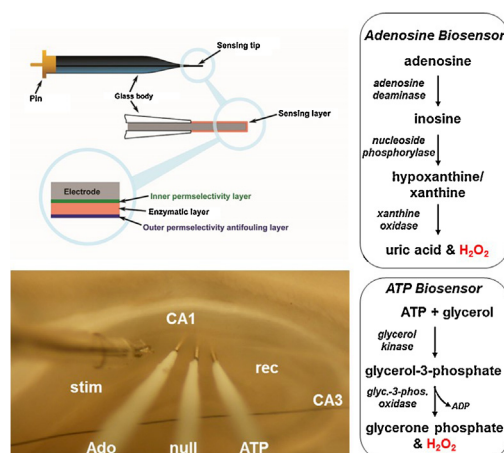 Sensing tip
Pin
Glass body
Sensing layer
Electrode
Inner permselectivity layer
Enzymatic layer
Outer permselectivity antifouling layer
Adenosine Biosensor
adenosine
adenosine
deaminase
inosine
nucleoside
phosphorylase
hypoxanthine/
xanthine
xanthine
oxidase
uric acid & H₂O₂
CA1
stim
rec
CA3
Ado
null
ATP
ATP Biosensor
ATP + glycerol
glycerol
kinase
glycerol-3-phosphate
glyc.-3-phos.
oxidase
ADP
glycerone phosphate
& H₂O₂